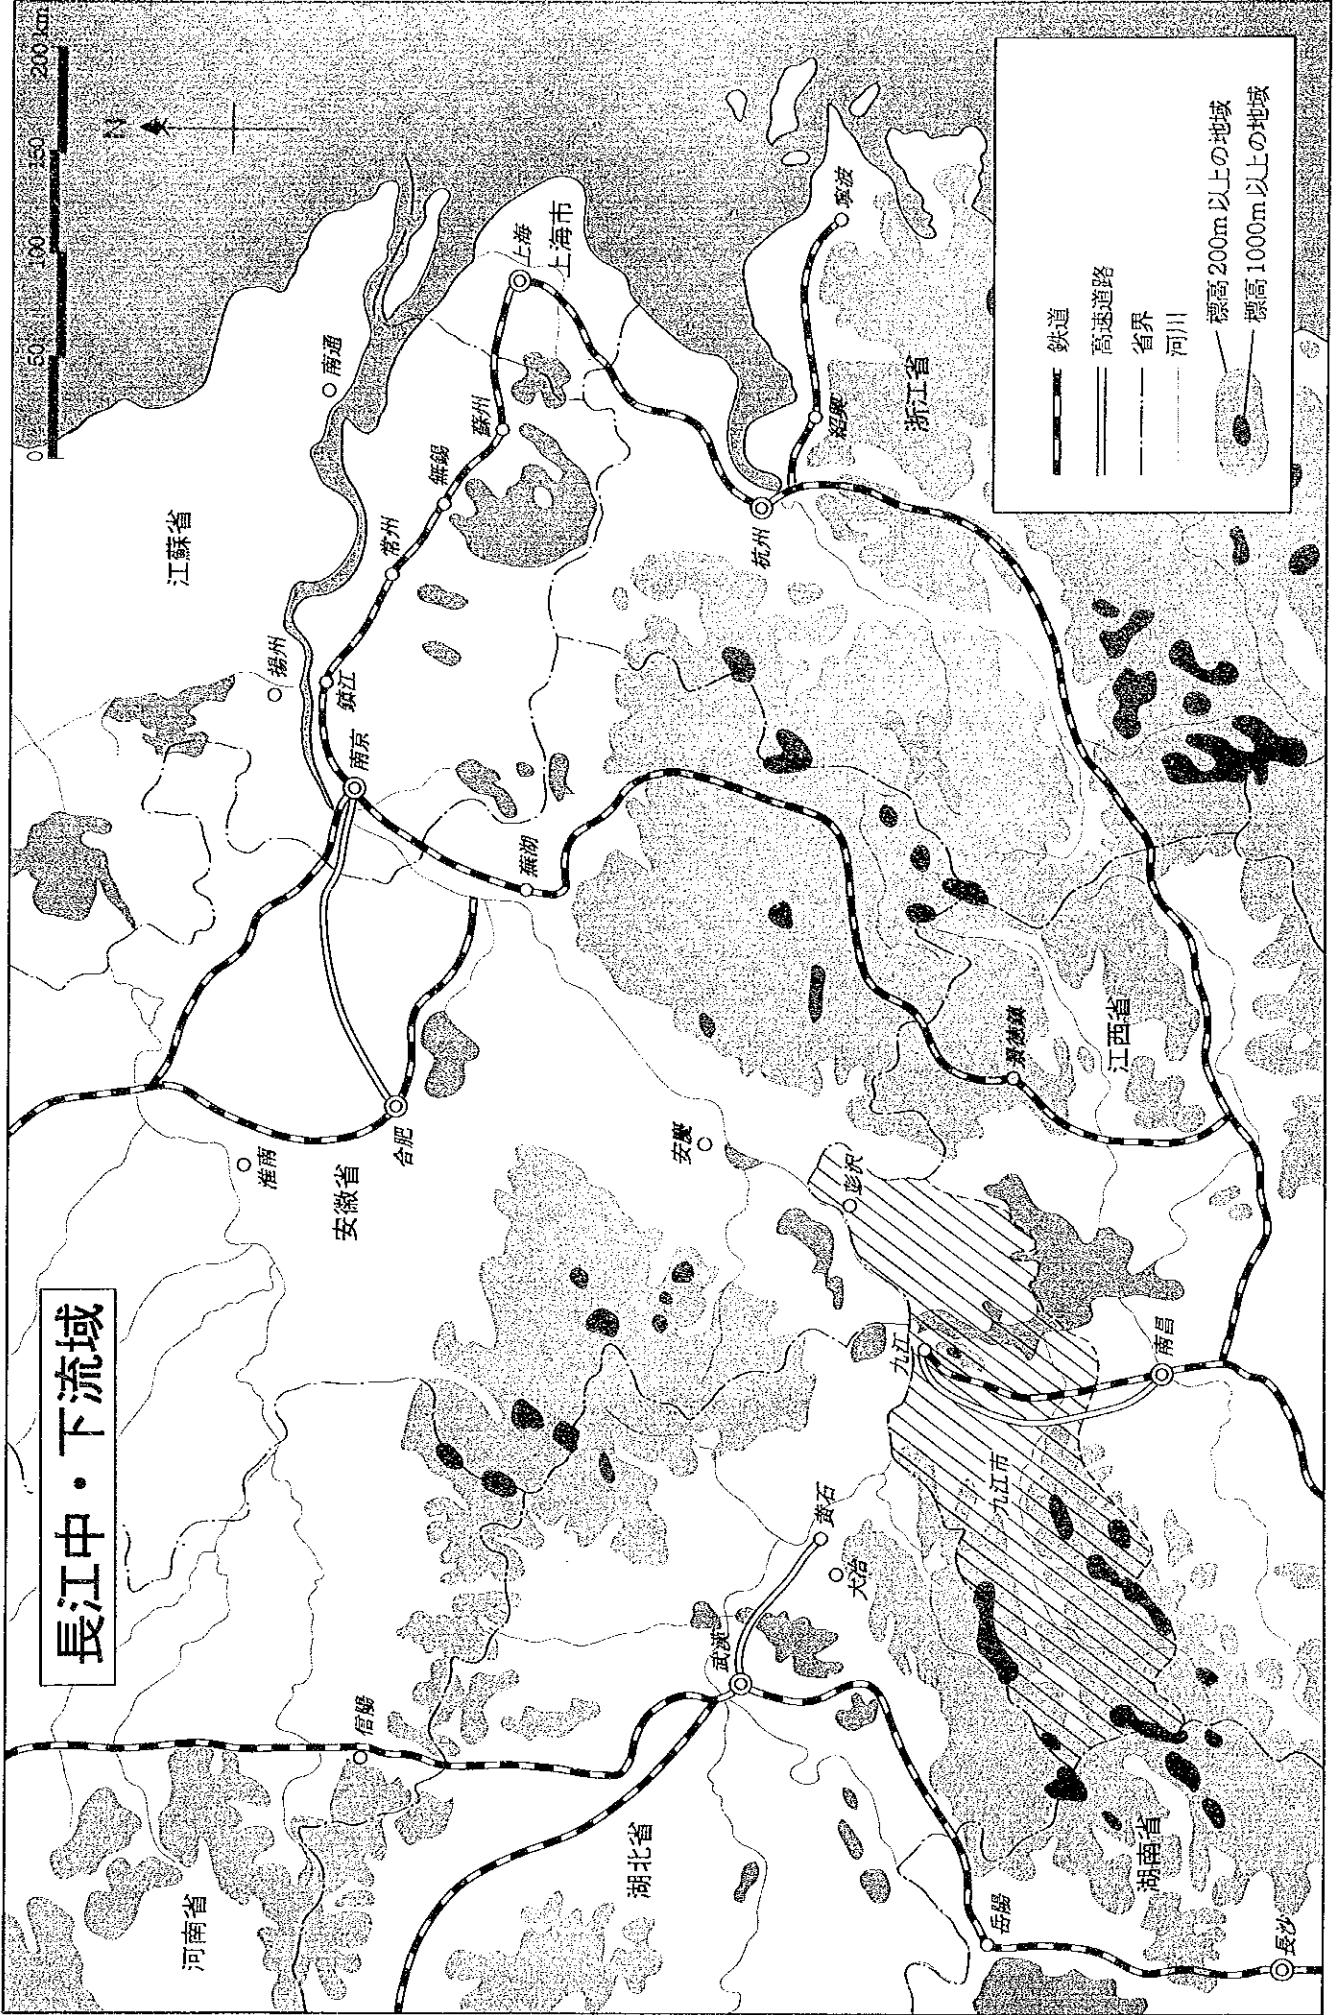 長江中・下流域
0 50 100 150 200 km
N
河南省
信陽
湖北省
武漢
黄石
大冶
岳陽
長沙
湖南省
安徽省
淮南
合肥
安慶
蕪湖
江蘇省
揚州
南京
鎮江
常州
無錫
蘇州
南通
上海
上海市
杭州
紹興
寧波
浙江省
江西省
景徳鎮
彭沢
九江
九江市
南昌
鉄道
高速道路
省界
河川
標高200m以上の地域
標高1000m以上の地域